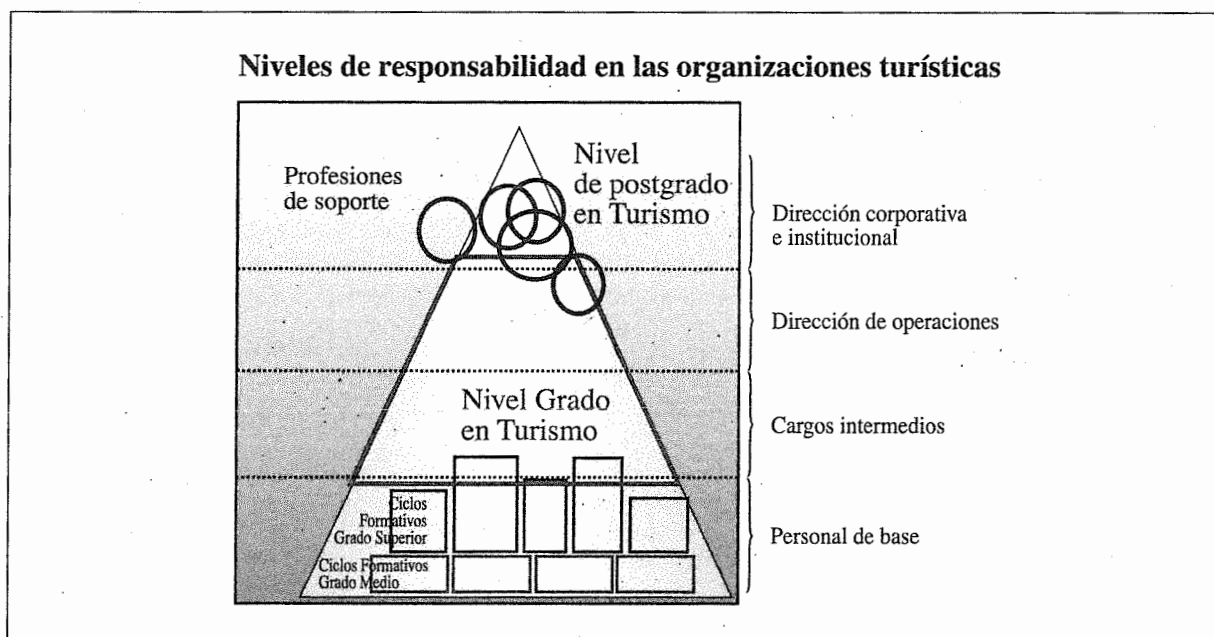 Niveles de responsabilidad en las organizaciones turísticas
Profesiones
de soporte
Nivel
de postgrado
en Turismo
Dirección corporativa
e institucional
Dirección de operaciones
Nivel Grado
en Turismo
Cargos intermedios
Ciclos
Formativos
Grado Superior
Personal de base
Ciclos Formativos
Grado Medio